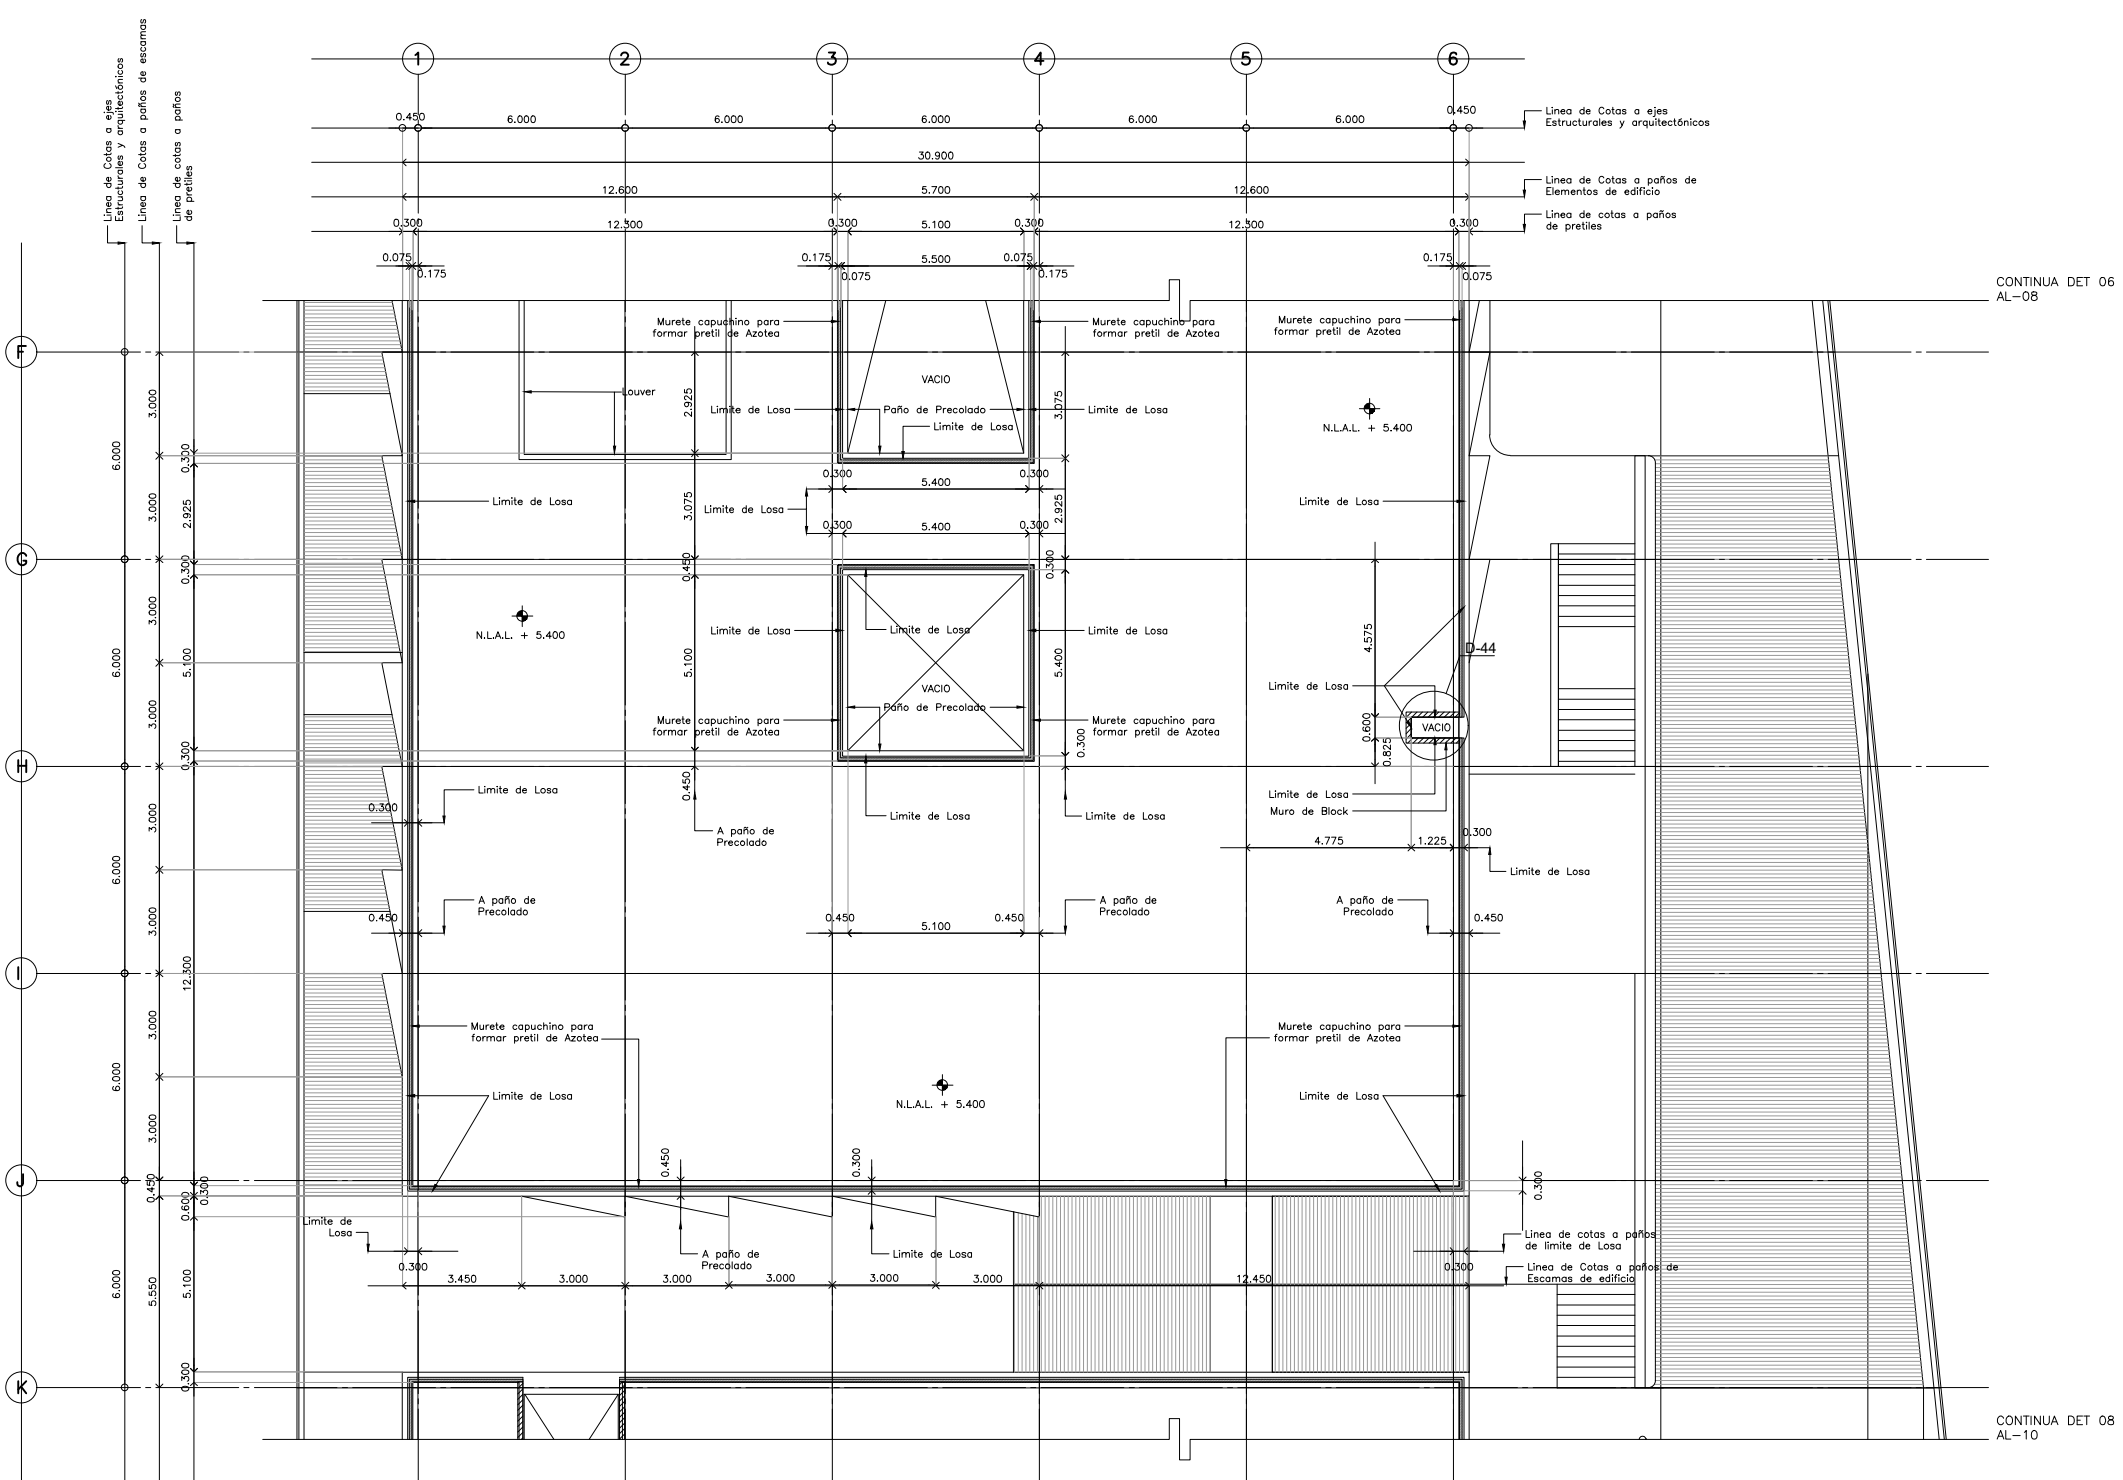 1 2 3 4 5 6
0.450 6.000 6.000 6.000 6.000 6.000 0.450
Linea de Cotas a ejes
Estructurales y arquitectónicos
30.900
12.600 5.700 12.600
Linea de Cotas a paños de
Elementos de edificio
0.300 12.300 0.300 5.100 0.300 12.300 0.300
Linea de cotas a paños
de pretiles
0.075 0.175 0.175 0.075 5.500 0.075 0.175 0.175 0.075
Linea de Cotas a ejes
Estructurales y arquitectónicos
Linea de Cotas a paños de escamas
Linea de cotas a paños
de pretiles
CONTINUA DET 06
AL-08
Murete capuchino para
formar pretil de Azotea
Murete capuchino para
formar pretil de Azotea
Murete capuchino para
formar pretil de Azotea
F
VACIO
Louver
3.000
2.925
3.075
Limite de Losa
Paño de Precolado
Limite de Losa
Limite de Losa
N.L.A.L. + 5.400
6.000
0.300
0.300 5.400 0.300
3.000
2.925
3.075
2.925
Limite de Losa
Limite de Losa
Limite de Losa
0.300 5.400 0.300
G
0.300
0.450
0.300
3.000
N.L.A.L. + 5.400
Limite de Losa
Limite de Losa
Limite de Losa
4.575
D-44
6.000
5.100
5.100
5.400
VACIO
Limite de Losa
Paño de Precolado
3.000
Murete capuchino para
formar pretil de Azotea
Murete capuchino para
formar pretil de Azotea
0.600
VACIO
0.300
0.300
0.825
H
0.450
Limite de Losa
Limite de Losa
0.300
3.000
Limite de Losa
Limite de Losa
Muro de Block
A paño de
Precolado
4.775 1.225 0.300
6.000
Limite de Losa
A paño de
Precolado
A paño de
Precolado
A paño de
Precolado
0.450
3.000
0.450 5.100 0.450
0.450
I
12.300
3.000
Murete capuchino para
formar pretil de Azotea
Murete capuchino para
formar pretil de Azotea
6.000
Limite de Losa
N.L.A.L. + 5.400
Limite de Losa
3.000
0.450
0.300
J
0.450
0.600
0.300
0.300
Limite de
Losa
A paño de
Precolado
Limite de Losa
Linea de cotas a paños
de limite de Losa
0.300
0.300
Linea de Cotas a paños de
Escamas de edificio
3.450 3.000 3.000 3.000 3.000 3.000 12.450
6.000
5.550
5.100
0.300
K
CONTINUA DET 08
AL-10